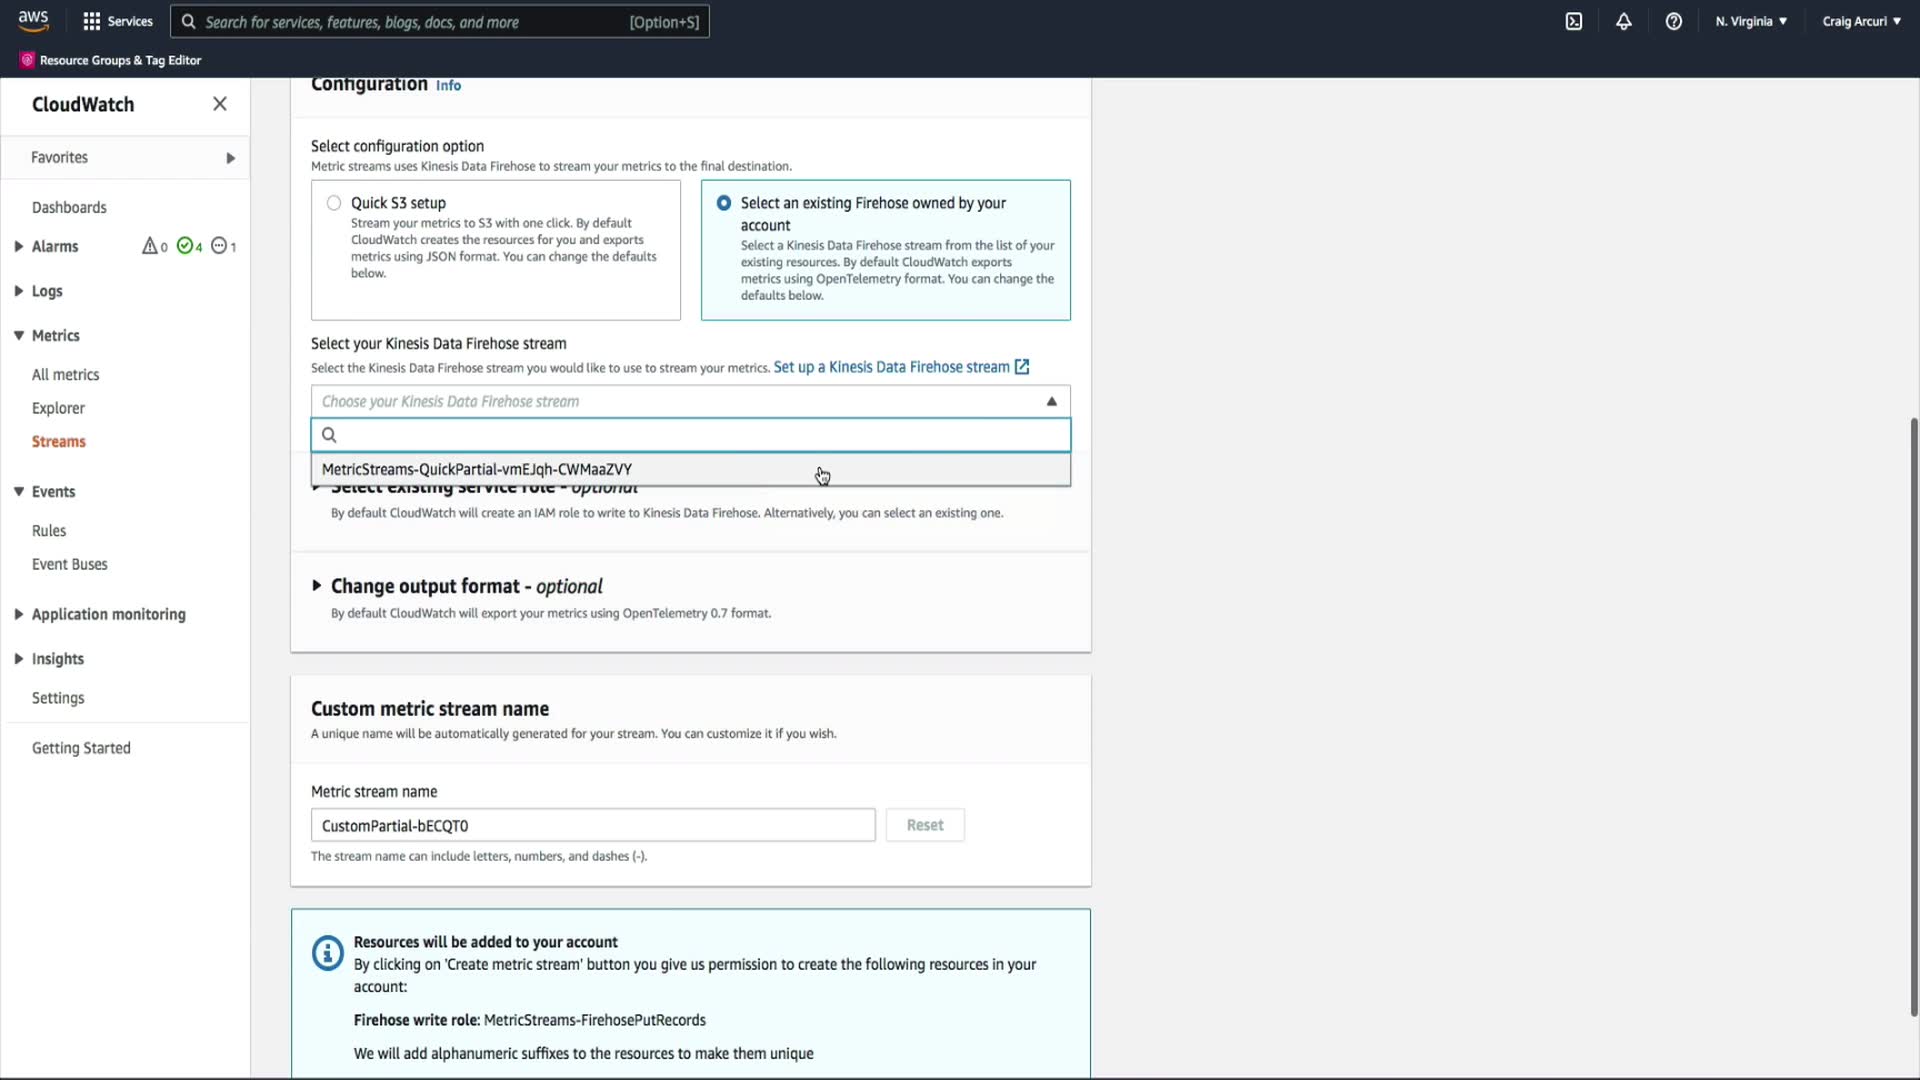 aws
Services
Search for services, features, blogs, docs, and more
[Option+S]
N. Virginia
Craig Arcuri
Resource Groups & Tag Editor
CloudWatch
Favorites
Dashboards
Alarms
0
4
1
Logs
Metrics
All metrics
Explorer
Streams
Events
Rules
Event Buses
Application monitoring
Insights
Settings
Getting Started
Configuration Info
Select configuration option
Metric streams uses Kinesis Data Firehose to stream your metrics to the final destination.
Quick S3 setup
Stream your metrics to S3 with one click. By default
CloudWatch creates the resources for you and exports
metrics using JSON format. You can change the defaults
below.
Select an existing Firehose owned by your
account
Select a Kinesis Data Firehose stream from the list of your
existing resources. By default CloudWatch exports
metrics using OpenTelemetry format. You can change the
defaults below.
Select your Kinesis Data Firehose stream
Select the Kinesis Data Firehose stream you would like to use to stream your metrics. Set up a Kinesis Data Firehose stream
Choose your Kinesis Data Firehose stream
MetricStreams-QuickPartial-vmEJqh-CWMaaZVY
Select existing service role - optional
By default CloudWatch will create an IAM role to write to Kinesis Data Firehose. Alternatively, you can select an existing one.
Change output format - optional
By default CloudWatch will export your metrics using OpenTelemetry 0.7 format.
Custom metric stream name
A unique name will be automatically generated for your stream. You can customize it if you wish.
Metric stream name
CustomPartial-bECQT0
Reset
The stream name can include letters, numbers, and dashes (-).
Resources will be added to your account
By clicking on 'Create metric stream' button you give us permission to create the following resources in your
account:
Firehose write role: MetricStreams-FirehosePutRecords
We will add alphanumeric suffixes to the resources to make them unique